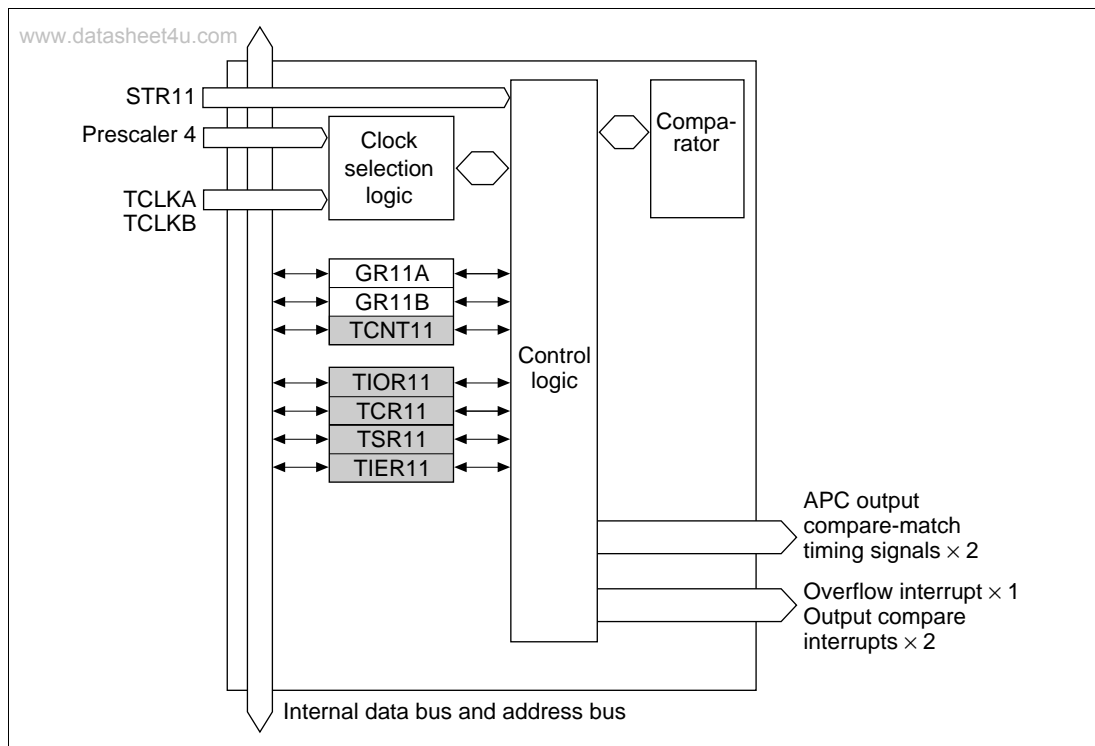 www.datasheet4u.com
STR11
Prescaler 4
TCLKA
TCLKB
Clock
selection
logic
Compa-
rator
GR11A
GR11B
TCNT11
TIOR11
TCR11
TSR11
TIER11
Control
logic
APC output
compare-match
timing signals × 2
Overflow interrupt × 1
Output compare
interrupts × 2
Internal data bus and address bus